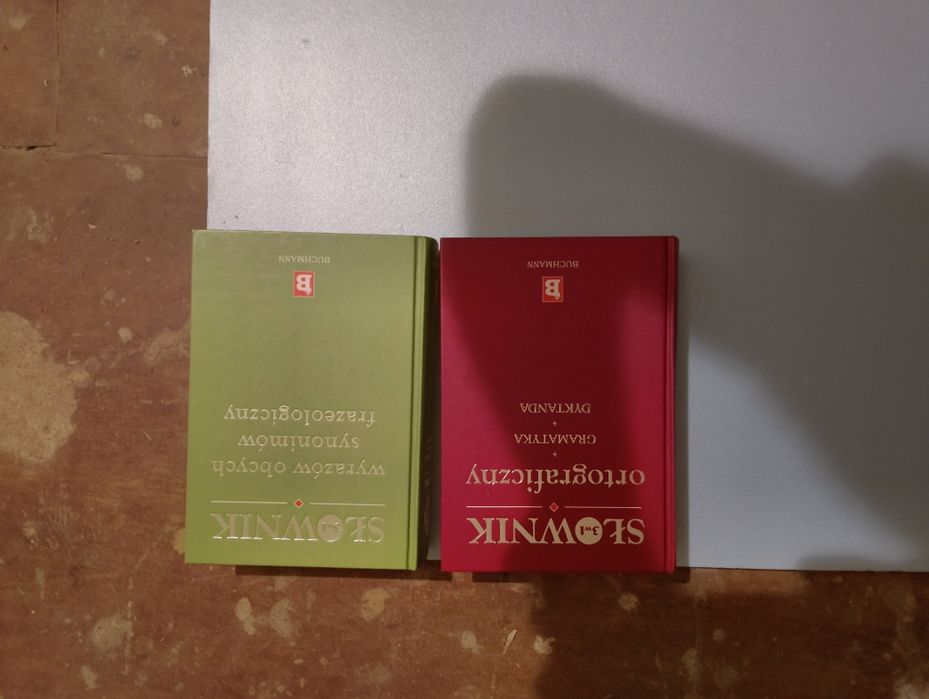 SŁOWNIK
3w1
wyrazów obcych
synonimów
frazeologiczny
B
BUCHMANN
SŁOWNIK
3w1
ortograficzny
+
GRAMATYKA
+
DYKTANDA
B
BUCHMANN